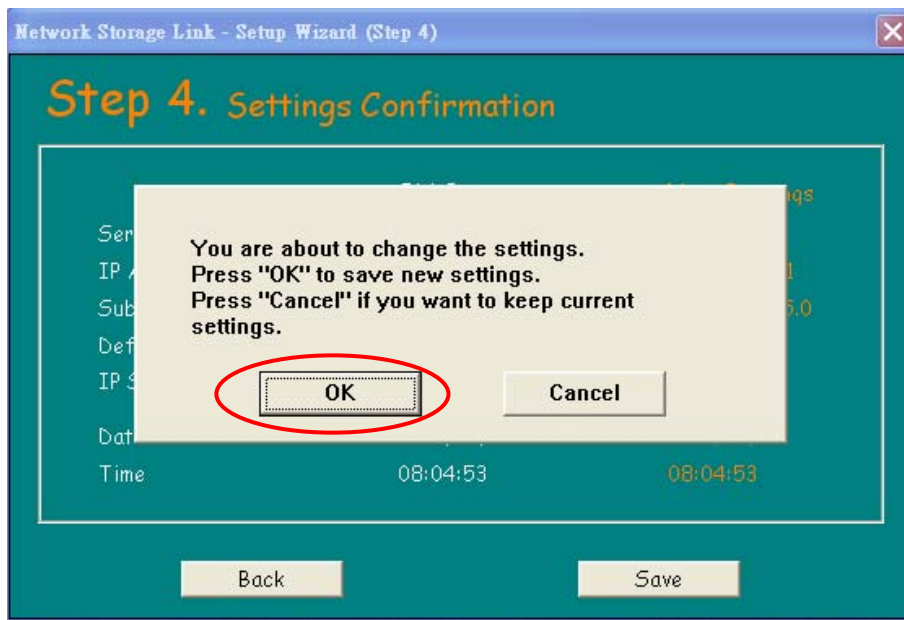 Network Storage Link - Setup Wizard (Step 4)
Step 4. Settings Confirmation
You are about to change the settings.
Press "OK" to save new settings.
Press "Cancel" if you want to keep current
settings.
OK Cancel
Time 08:04:53 08:04:53
Back Save